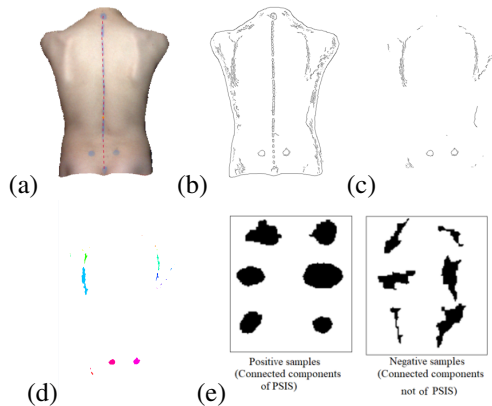 (a)
(b)
(c)
(d)
(e)
Positive samples
(Connected components
of PSIS)
Negative samples
(Connected components
not of PSIS)